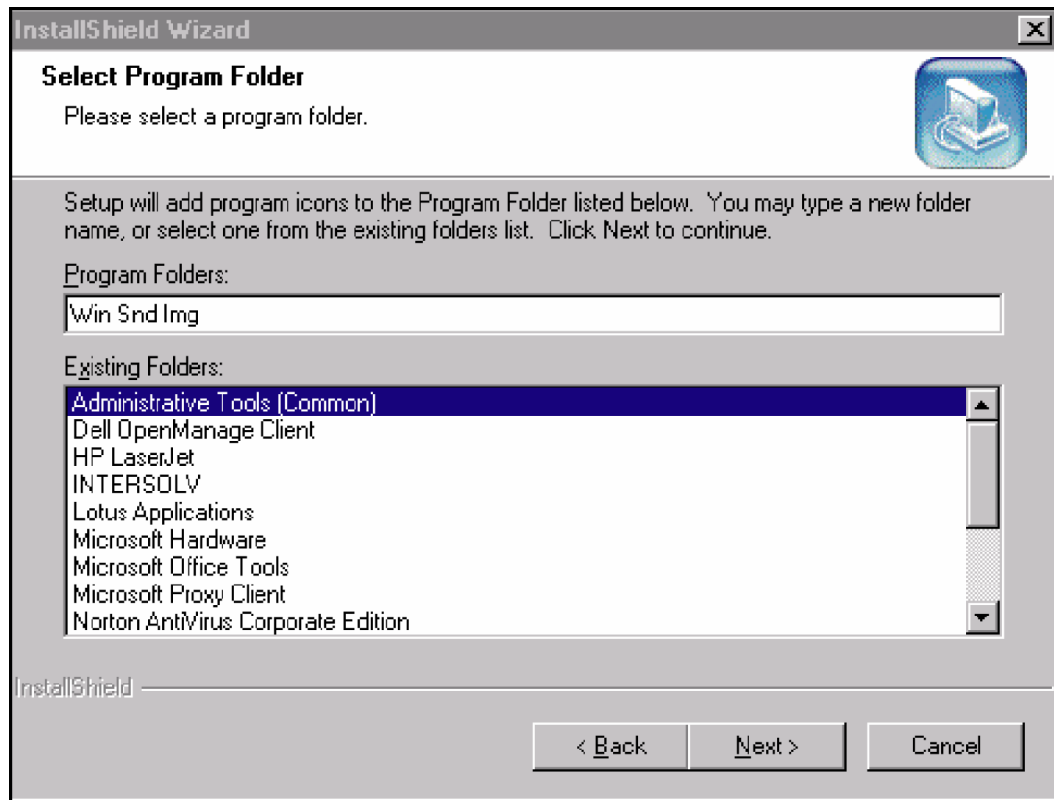 InstallShield Wizard
Select Program Folder
Please select a program folder.
Setup will add program icons to the Program Folder listed below. You may type a new folder
name, or select one from the existing folders list. Click Next to continue.
Program Folders:
Win Snd Img
Existing Folders:
Administrative Tools (Common)
Dell OpenManage Client
HP LaserJet
INTERSOLV
Lotus Applications
Microsoft Hardware
Microsoft Office Tools
Microsoft Proxy Client
Norton AntiVirus Corporate Edition
InstallShield
< Back
Next >
Cancel